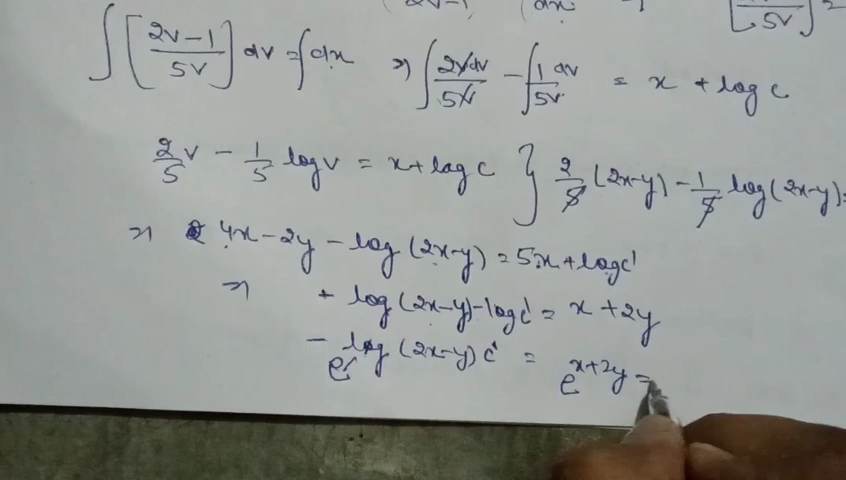 ∫[(2v-1)/5v] dv = ∫dx ⇒ ∫2v dv/5v - ∫1/5v dv = x + log c
2/5 v - 1/5 log v = x + log c } 2/5 (2x-y) - 1/5 log(2x-y) =
⇒ 4x - 2y - log (2x-y) = 5x + log c'
⇒ + log (2x-y) - log c' = x + 2y
- e^log (2x-y) c' = e^x+2y =